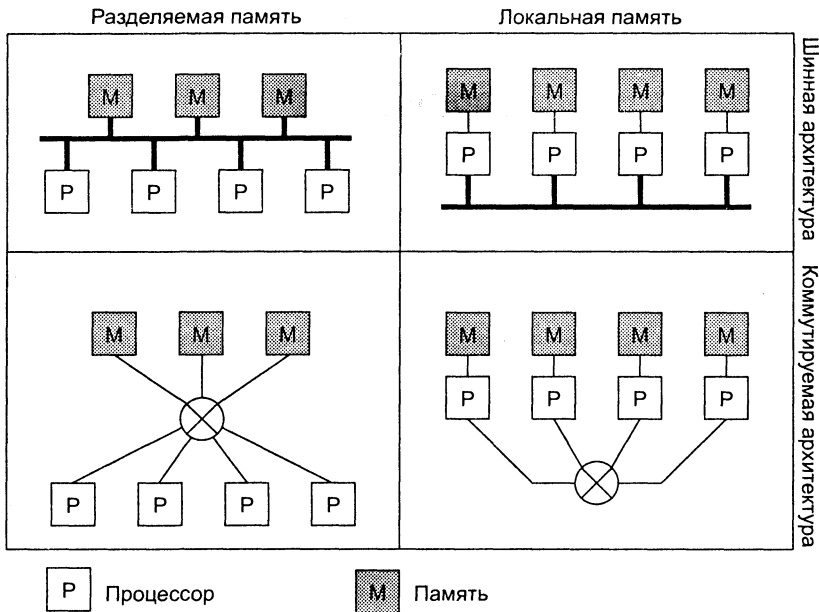 Разделяемая память
Локальная память
М М М
Р Р Р Р
М М М М
Р Р Р Р
Шинная архитектура
М М М
Р Р Р Р
М М М М
Р Р Р Р
Коммутируемая архитектура
Р Процессор
М Память